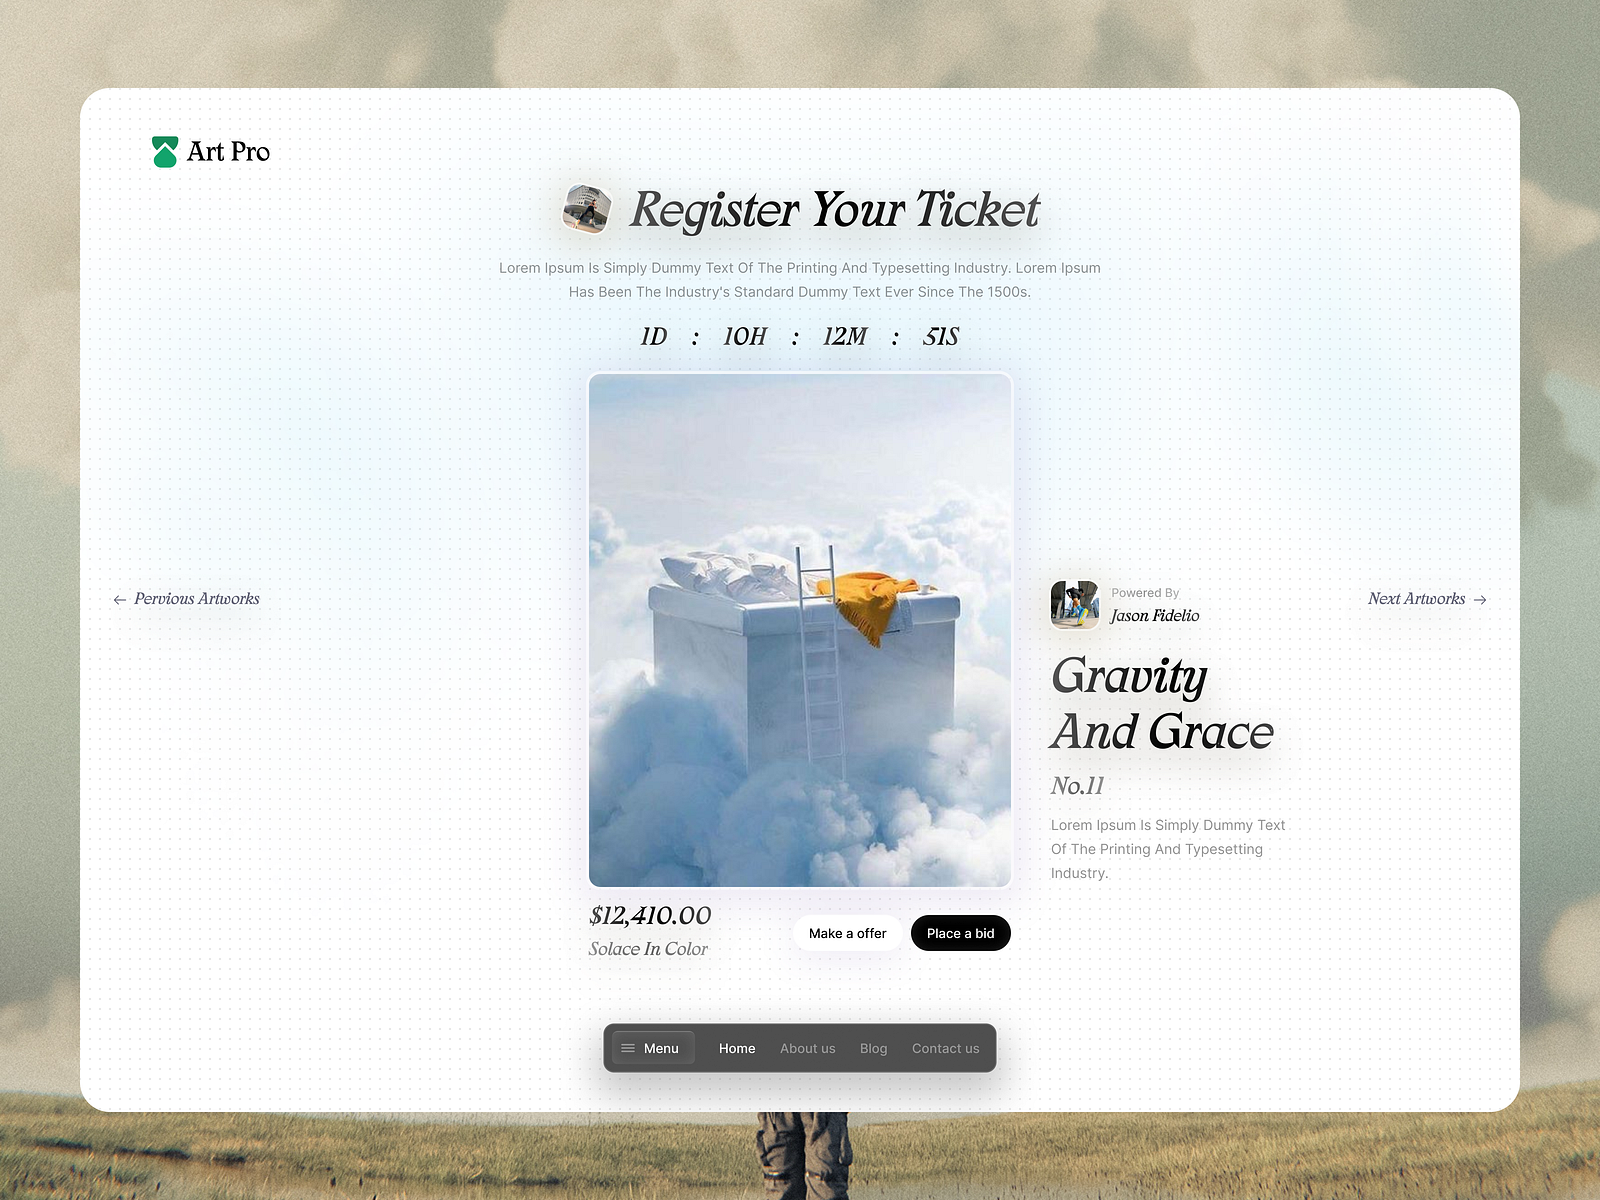 Art Pro
Register Your Ticket
Lorem Ipsum Is Simply Dummy Text Of The Printing And Typesetting Industry. Lorem Ipsum
Has Been The Industry's Standard Dummy Text Ever Since The 1500s.
1D : 10H : 12M : 51S
← Pervious Artworks
Powered By
Jason Fidelio
Next Artworks →
Gravity
And Grace
No.11
Lorem Ipsum Is Simply Dummy Text
Of The Printing And Typesetting
Industry.
$12,410.00
Solace In Color
Make a offer
Place a bid
Menu Home About us Blog Contact us